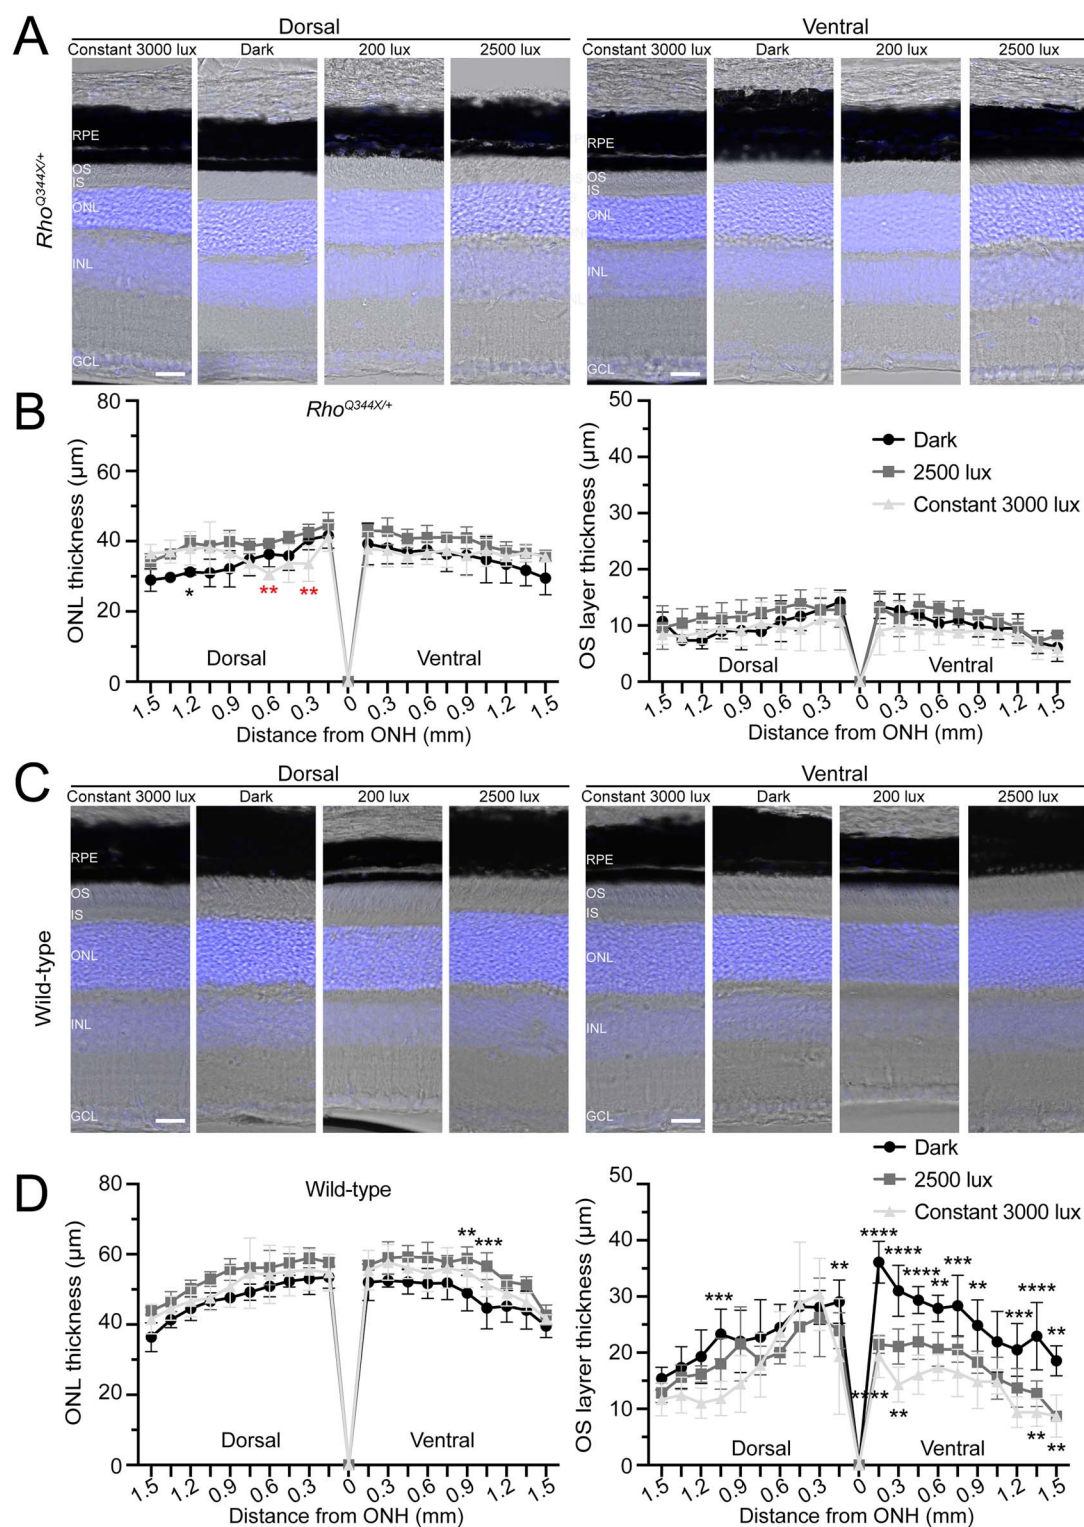 A
Dorsal
Ventral
Constant 3000 lux Dark 200 lux 2500 lux
Constant 3000 lux Dark 200 lux 2500 lux
Rho^Q344X/+
RPE
OS
IS
ONL
INL
GCL
RPE
OS
IS
ONL
INL
GCL
B
Rho^Q344X/+
ONL thickness (µm)
80
60
40
20
0
*
**
**
Dorsal
Ventral
1.5 1.2 0.9 0.6 0.3 0 0.3 0.6 0.9 1.2 1.5
Distance from ONH (mm)
OS layer thickness (µm)
50
40
30
20
10
0
Dark
2500 lux
Constant 3000 lux
Dorsal
Ventral
1.5 1.2 0.9 0.6 0.3 0 0.3 0.6 0.9 1.2 1.5
Distance from ONH (mm)
C
Dorsal
Ventral
Constant 3000 lux Dark 200 lux 2500 lux
Constant 3000 lux Dark 200 lux 2500 lux
Wild-type
RPE
OS
IS
ONL
INL
GCL
RPE
OS
IS
ONL
INL
GCL
D
Wild-type
ONL thickness (µm)
80
60
40
20
0
**
***
Dorsal
Ventral
1.5 1.2 0.9 0.6 0.3 0 0.3 0.6 0.9 1.2 1.5
Distance from ONH (mm)
Dark
2500 lux
Constant 3000 lux
OS layrer thickness (µm)
50
40
30
20
10
0
***
**
****
****
****
**
***
**
***
****
**
****
**
**
**
Dorsal
Ventral
1.5 1.2 0.9 0.6 0.3 0 0.3 0.6 0.9 1.2 1.5
Distance from ONH (mm)